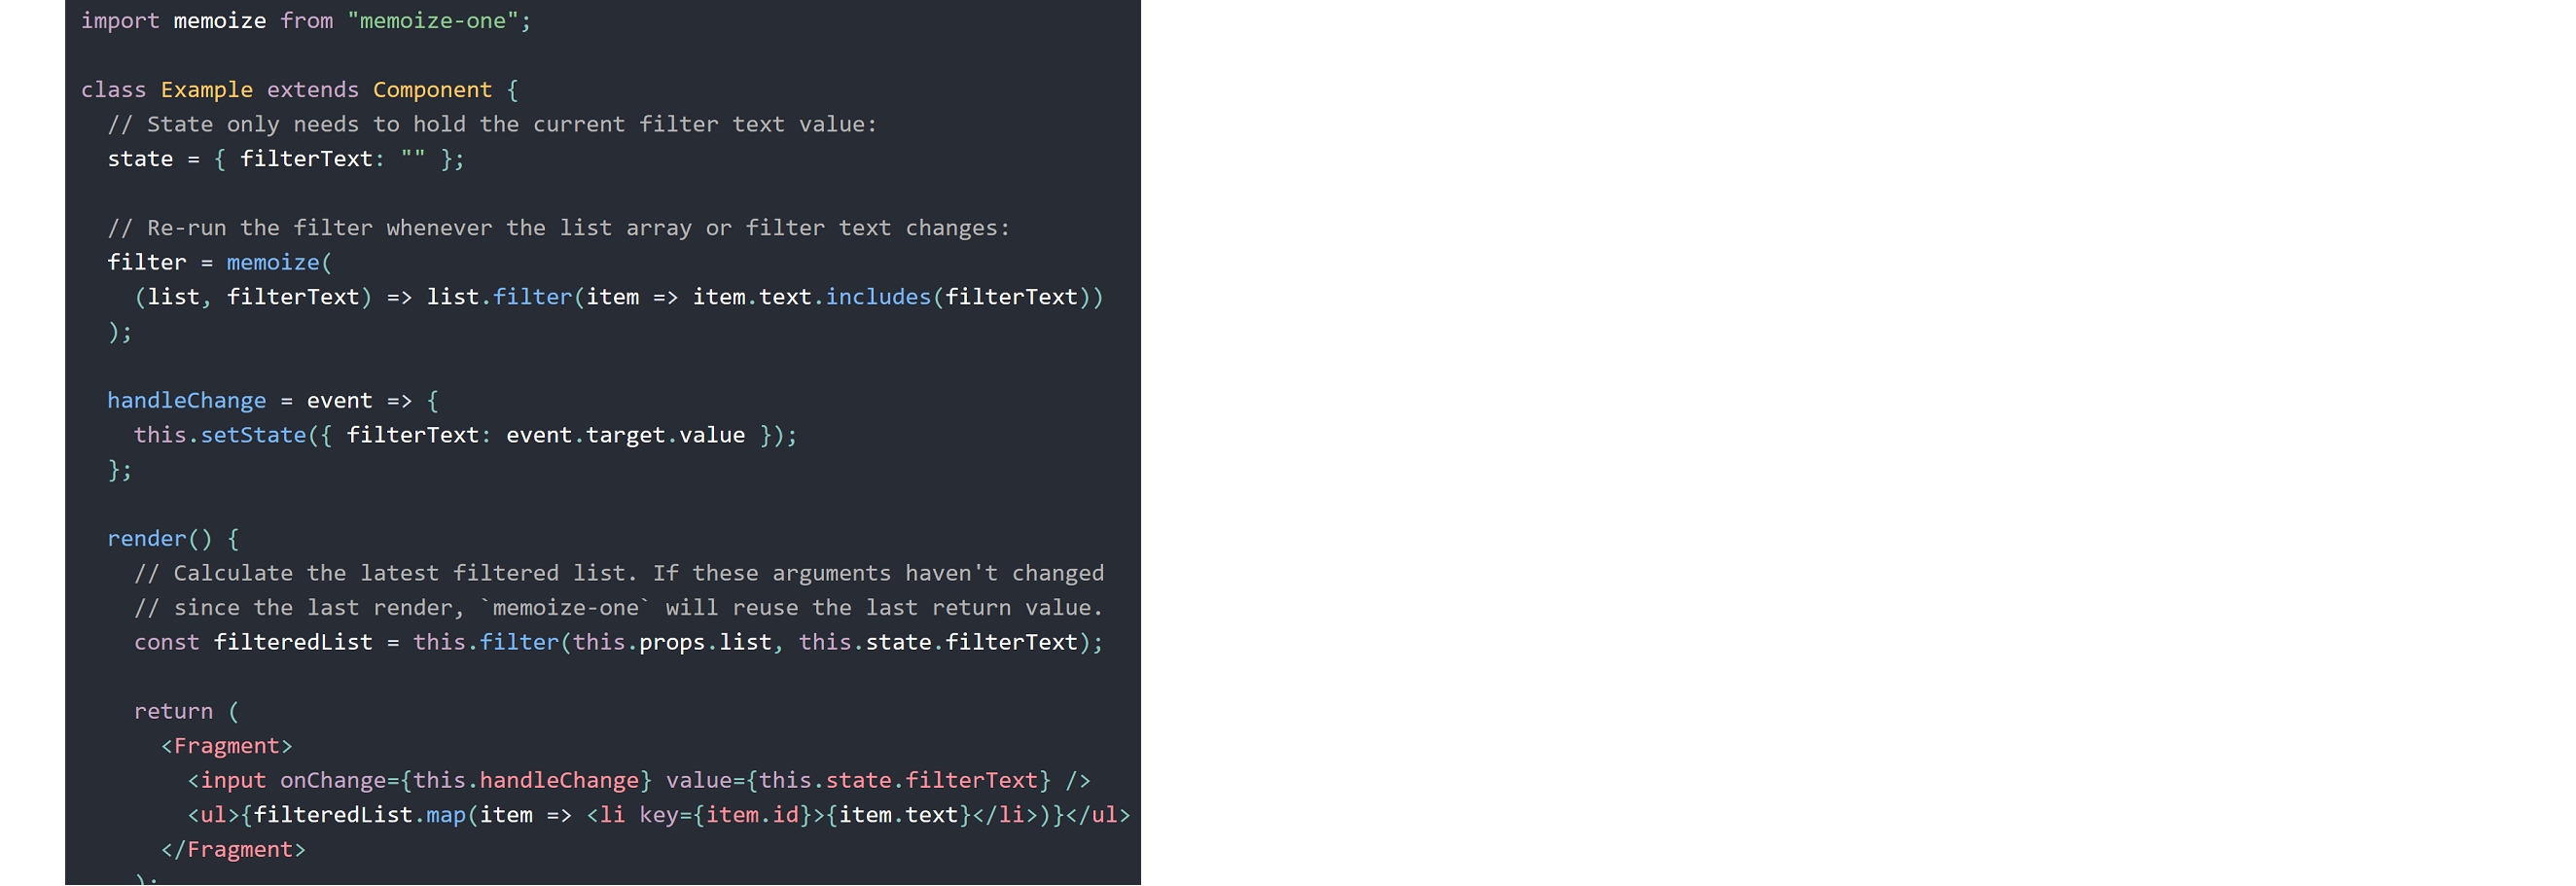 import memoize from "memoize-one";
class Example extends Component {
// State only needs to hold the current filter text value:
state = { filterText: "" };
// Re-run the filter whenever the list array or filter text changes:
filter = memoize(
(list, filterText) => list.filter(item => item.text.includes(filterText))
);
handleChange = event => {
this.setState({ filterText: event.target.value });
};
render() {
// Calculate the latest filtered list. If these arguments haven't changed
// since the last render, `memoize-one` will reuse the last return value.
const filteredList = this.filter(this.props.list, this.state.filterText);
return (
<Fragment>
<input onChange={this.handleChange} value={this.state.filterText} />
<ul>{filteredList.map(item => <li key={item.id}>{item.text}</li>)}</ul>
</Fragment>
);